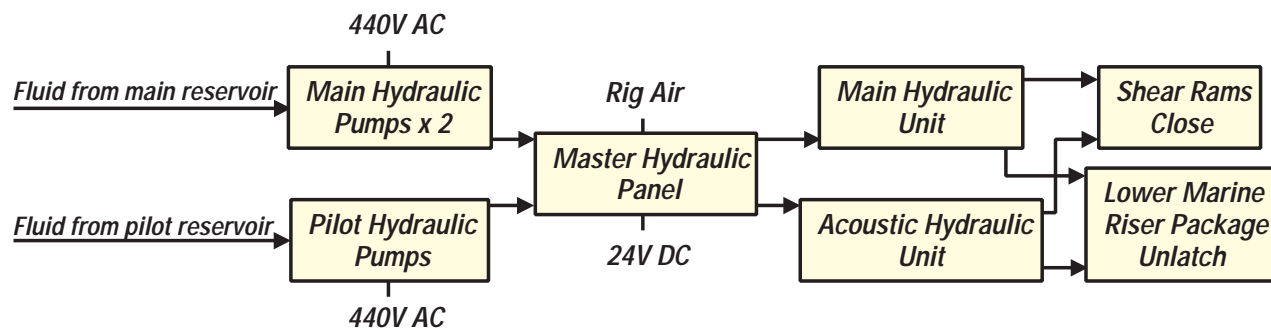 440V AC
Fluid from main reservoir
Main Hydraulic
Pumps x 2
Rig Air
Main Hydraulic
Unit
Shear Rams
Close
Master Hydraulic
Panel
Fluid from pilot reservoir
Pilot Hydraulic
Pumps
24V DC
Acoustic Hydraulic
Unit
Lower Marine
Riser Package
Unlatch
440V AC